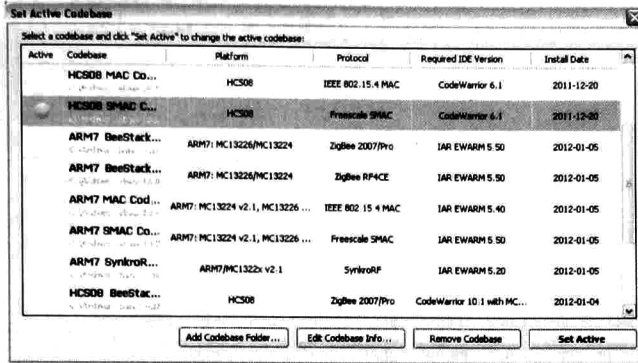 Set Active Codebase
Select a codebase and click "Set Active" to change the active codebase:
Active Codebase Platform Protocol Required IDE Version Install Date
HCS08 MAC Co... HCS08 IEEE 802.15.4 MAC CodeWarrior 6.1 2011-12-20
HCS08 SMAC C... HCS08 Freescale SMAC CodeWarrior 6.1 2011-12-20
ARM7 BeeStack... ARM7: MC13226/MC13224 ZigBee 2007/Pro IAR EWARM 5.50 2012-01-05
ARM7 BeeStack... ARM7: MC13226/MC13224 ZigBee RF4CE IAR EWARM 5.50 2012-01-05
ARM7 MAC Cod... ARM7: MC13224 v2.1, MC13226 ... IEEE 802 15 4 MAC IAR EWARM 5.40 2012-01-05
ARM7 SMAC Co... ARM7: MC13224 v2.1, MC13226 ... Freescale SMAC IAR EWARM 5.50 2012-01-05
ARM7 SynkroR... ARM7/MC1322x v2.1 SynkroRF IAR EWARM 5.20 2012-01-05
HCS08 BeeStac... HCS08 ZigBee 2007/Pro CodeWarrior 10.1 with MC... 2012-01-04
Add Codebase Folder... Edit Codebase Info... Remove Codebase Set Active